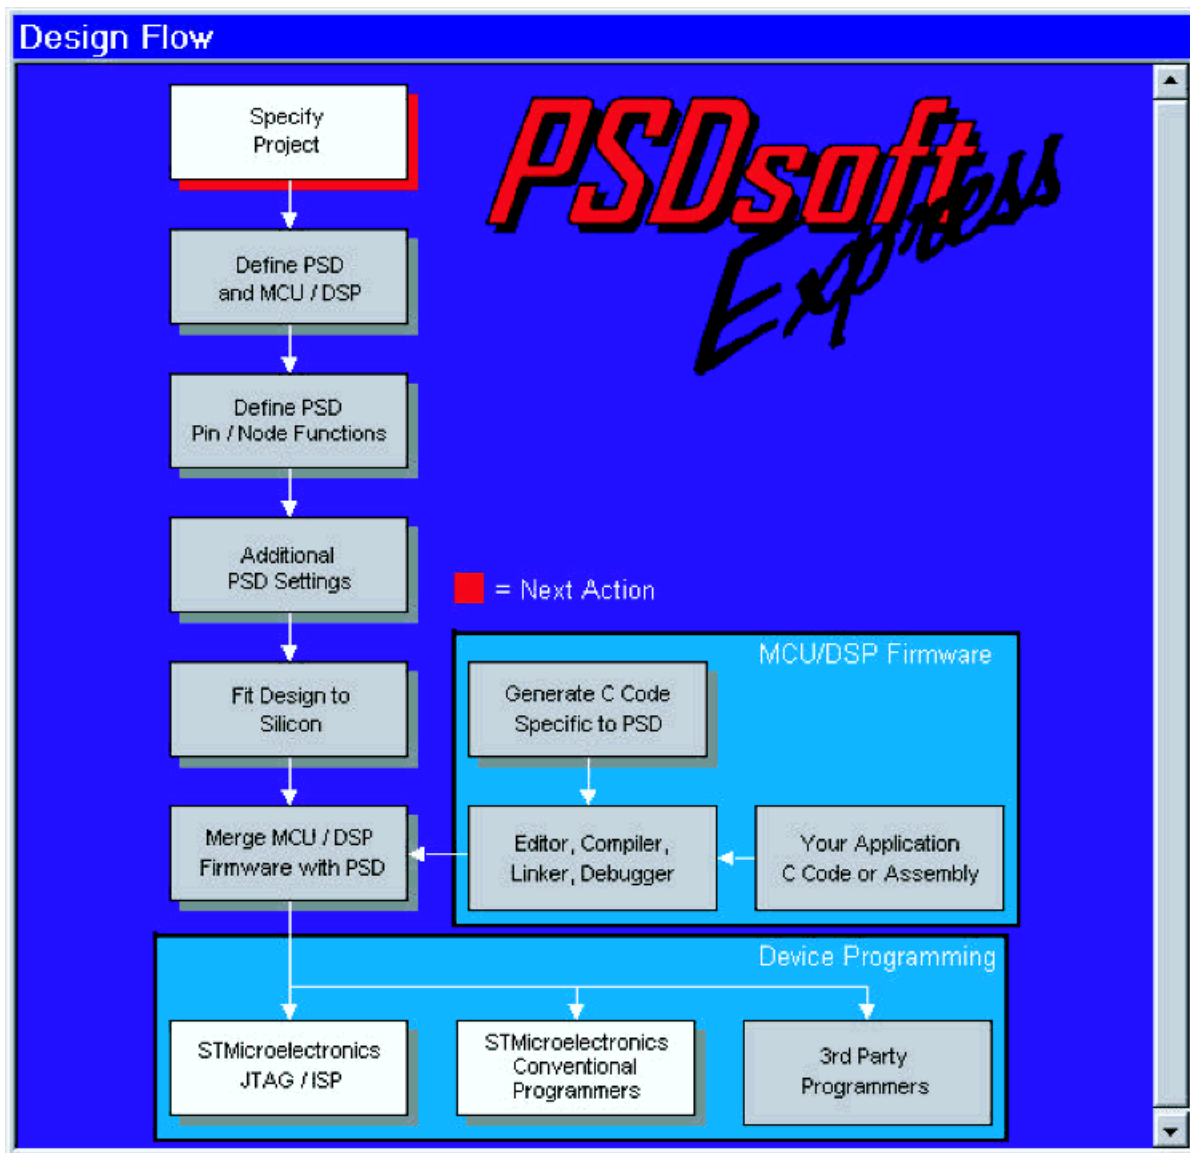 Design Flow
PSDsoft
Express
Specify
Project
Define PSD
and MCU / DSP
Define PSD
Pin / Node Functions
Additional
PSD Settings
= Next Action
Fit Design to
Silicon
MCU/DSP Firmware
Generate C Code
Specific to PSD
Merge MCU / DSP
Firmware with PSD
Editor, Compiler,
Linker, Debugger
Your Application
C Code or Assembly
Device Programming
STMicroelectronics
JTAG / ISP
STMicroelectronics
Conventional
Programmers
3rd Party
Programmers